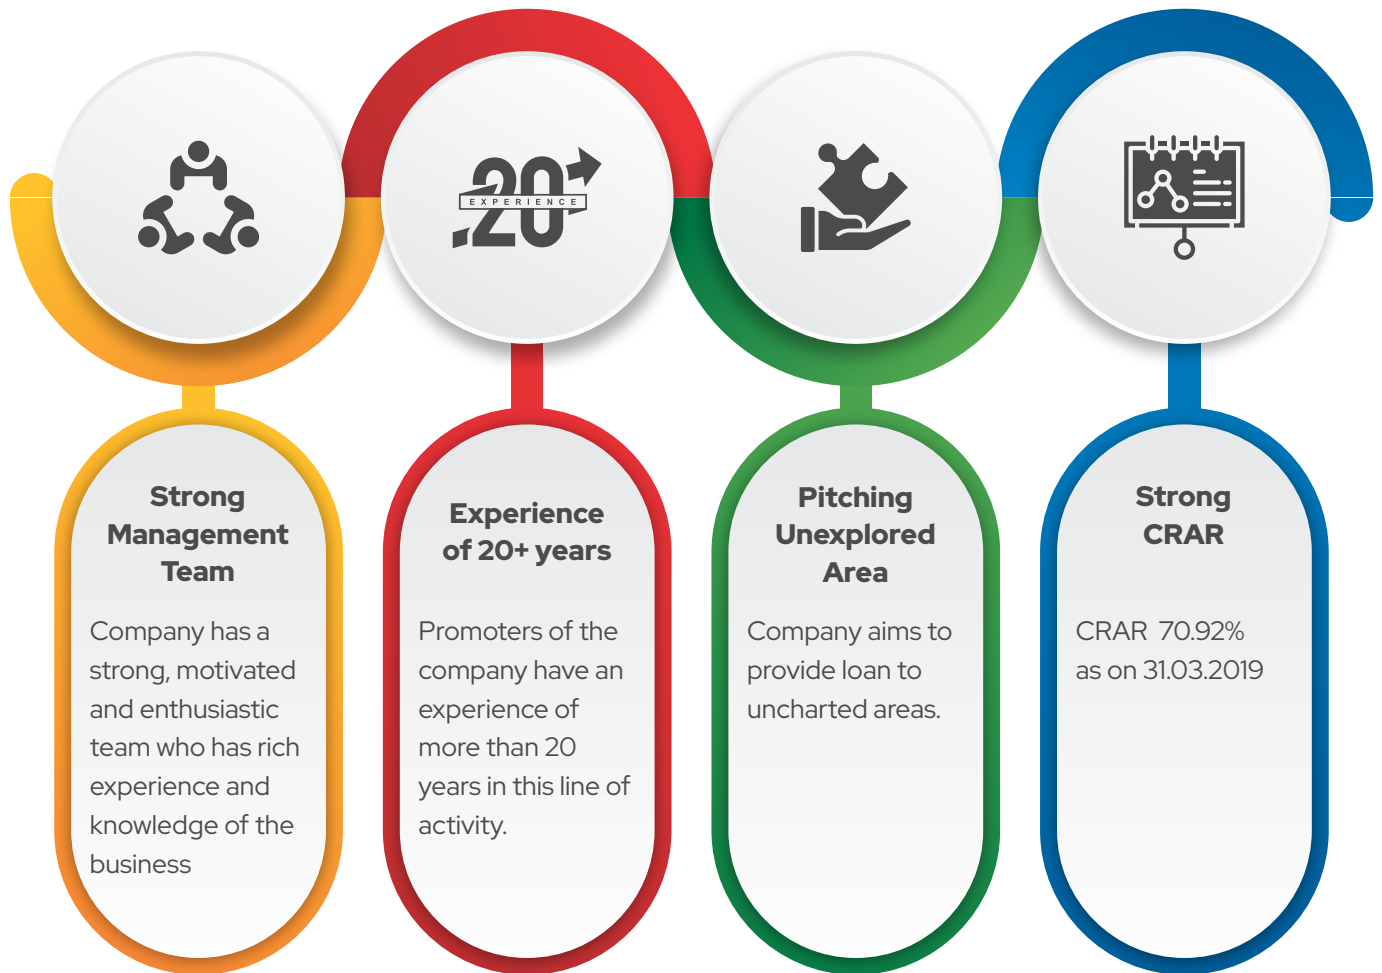 20
EXPERIENCE
Strong
Management
Team
Company has a
strong, motivated
and enthusiastic
team who has rich
experience and
knowledge of the
business
Experience
of 20+ years
Promoters of the
company have an
experience of
more than 20
years in this line of
activity.
Pitching
Unexplored
Area
Company aims to
provide loan to
uncharted areas.
Strong
CRAR
CRAR 70.92%
as on 31.03.2019